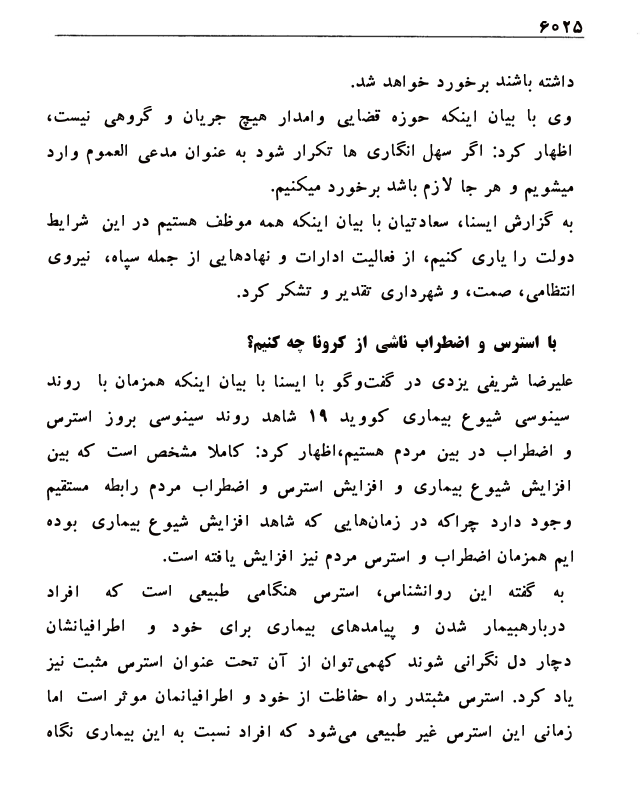 ۶۰۲۵
داشته باشند برخورد خواهد شد.
وی با بیان اینکه حوزه قضایی وامدار هیچ جریان و گروهی نیست،
اظهار کرد: اگر سهل انگاری ها تکرار شود به عنوان مدعی العموم وارد
میشویم و هر جا لازم باشد برخورد میکنیم.
به گزارش ایسنا، سعادتیان با بیان اینکه همه موظف هستیم در این شرایط
دولت را یاری کنیم، از فعالیت ادارات و نهادهایی از جمله سپاه، نیروی
انتظامی، صمت، و شهرداری تقدیر و تشکر کرد.
با استرس و اضطراب ناشی از کرونا چه کنیم؟
علیرضا شریفی یزدی در گفت‌وگو با ایسنا با بیان اینکه همزمان با روند
سینوسی شیوع بیماری کووید ۱۹ شاهد روند سینوسی بروز استرس
و اضطراب در بین مردم هستیم،اظهار کرد: کاملا مشخص است که بین
افزایش شیوع بیماری و افزایش استرس و اضطراب مردم رابطه مستقیم
وجود دارد چراکه در زمان‌هایی که شاهد افزایش شیوع بیماری بوده
ایم همزمان اضطراب و استرس مردم نیز افزایش یافته است.
به گفته این روانشناس، استرس هنگامی طبیعی است که افراد
دربارهبیمار شدن و پیامدهای بیماری برای خود و اطرافیانشان
دچار دل نگرانی شوند کهمی‌توان از آن تحت عنوان استرس مثبت نیز
یاد کرد. استرس مثبتدر راه حفاظت از خود و اطرافیانمان موثر است اما
زمانی این استرس غیر طبیعی می‌شود که افراد نسبت به این بیماری نگاه